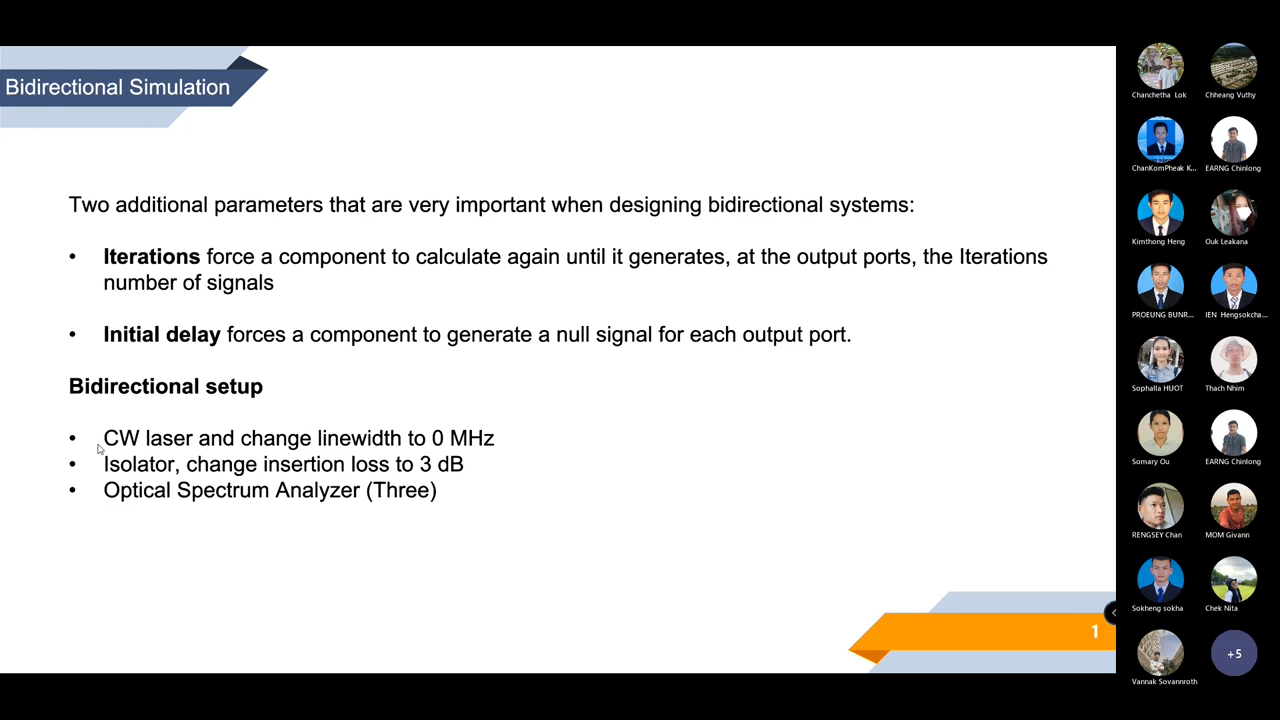 Bidirectional Simulation
Two additional parameters that are very important when designing bidirectional systems:
• Iterations force a component to calculate again until it generates, at the output ports, the Iterations
number of signals
• Initial delay forces a component to generate a null signal for each output port.
Bidirectional setup
• CW laser and change linewidth to 0 MHz
• Isolator, change insertion loss to 3 dB
• Optical Spectrum Analyzer (Three)
1
Chanchetha Lok
Chheang Vuthy
ChanKomPheak K...
EARNG Chinlong
Kimthong Heng
Ouk Leakana
PROEUNG BUNR...
IEN Hengsokcha...
Sophalla HUOT
Thach Nhim
Somary Ou
EARNG Chinlong
RENGSEY Chan
MOM Givann
Sokheng sokha
Chek Nita
Vannak Sovannroth
+5